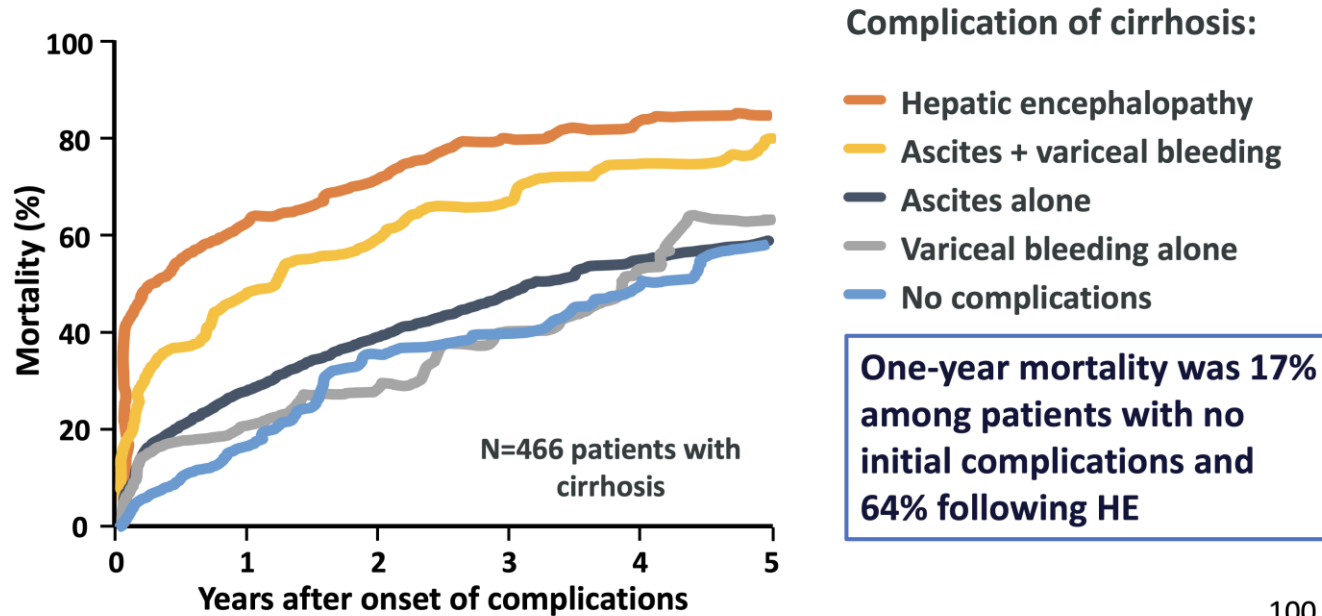 100
80
60
40
20
0
Mortality (%)
0 1 2 3 4 5
Years after onset of complications
N=466 patients with
cirrhosis
Complication of cirrhosis:
Hepatic encephalopathy
Ascites + variceal bleeding
Ascites alone
Variceal bleeding alone
No complications
One-year mortality was 17%
among patients with no
initial complications and
64% following HE
100